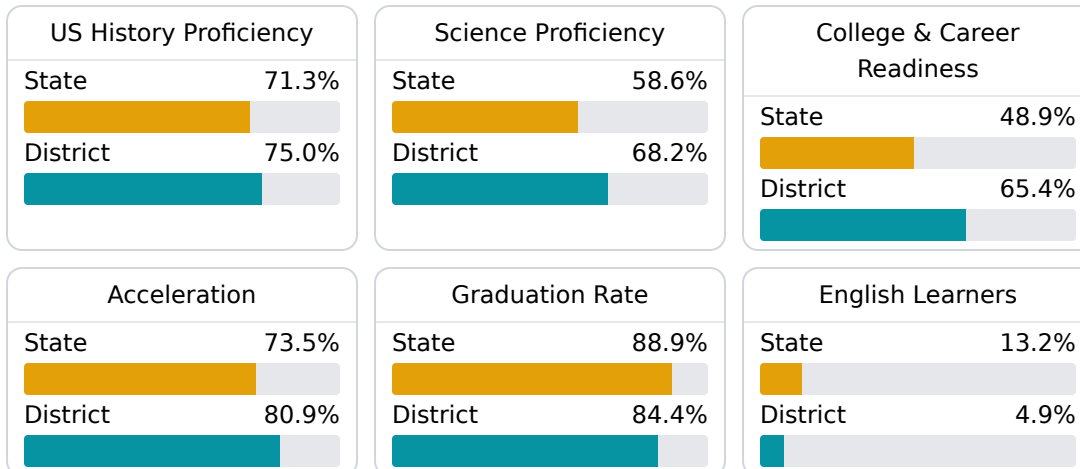 US History Proficiency
State 71.3%
District 75.0%
Science Proficiency
State 58.6%
District 68.2%
College & Career
Readiness
State 48.9%
District 65.4%
Acceleration
State 73.5%
District 80.9%
Graduation Rate
State 88.9%
District 84.4%
English Learners
State 13.2%
District 4.9%